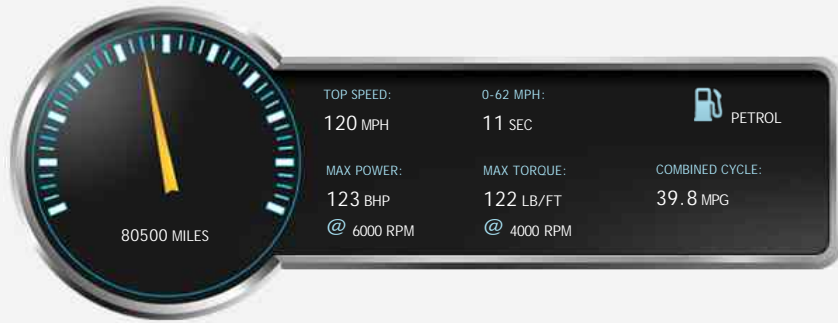 TOP SPEED:
120 MPH
0-62 MPH:
11 SEC
PETROL
MAX POWER:
123 BHP
@ 6000 RPM
MAX TORQUE:
122 LB/FT
@ 4000 RPM
COMBINED CYCLE:
39.8 MPG
80500 MILES